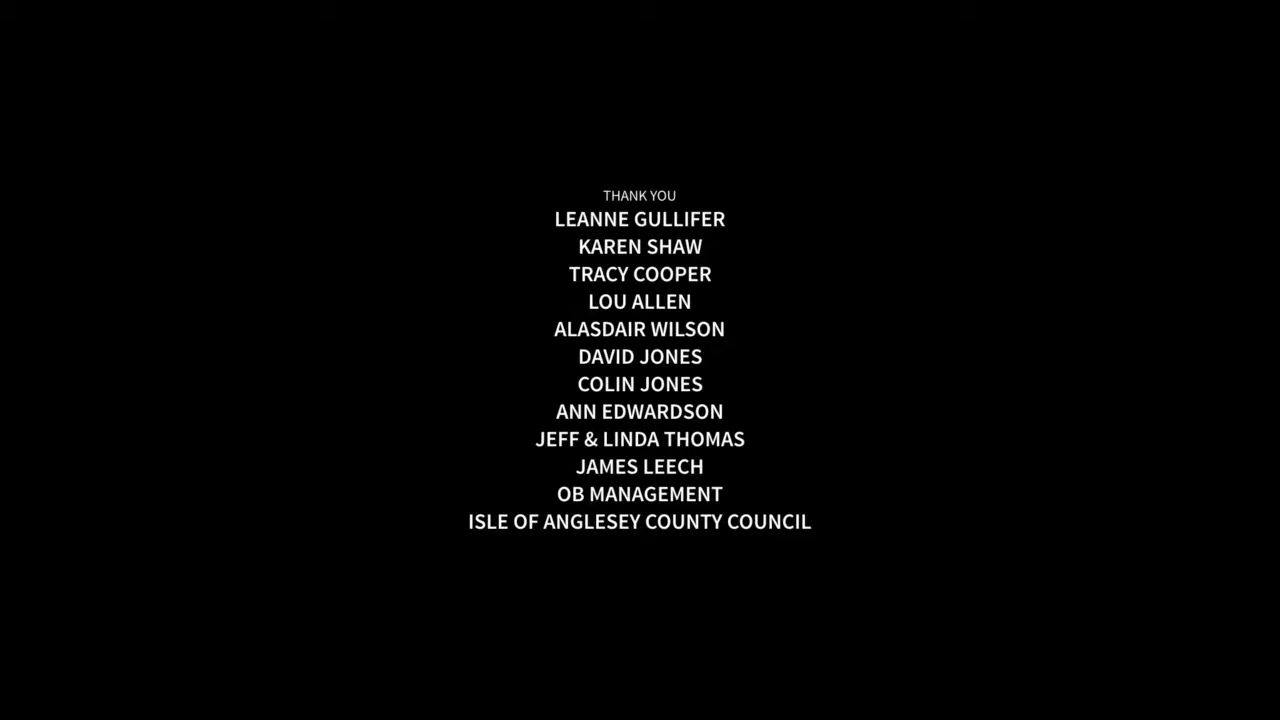 THANK YOU
LEANNE GULLIFER
KAREN SHAW
TRACY COOPER
LOU ALLEN
ALASDAIR WILSON
DAVID JONES
COLIN JONES
ANN EDWARDSON
JEFF & LINDA THOMAS
JAMES LEECH
OB MANAGEMENT
ISLE OF ANGLESEY COUNTY COUNCIL